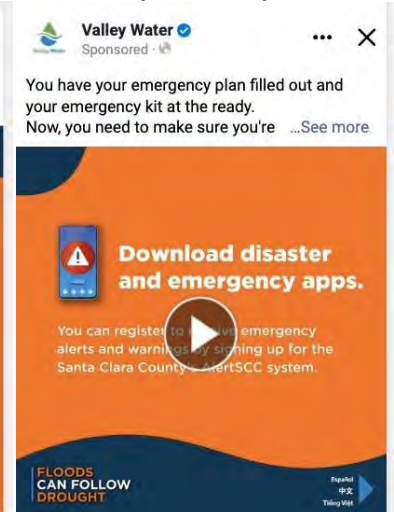 Valley Water
Sponsored ·
You have your emergency plan filled out and
your emergency kit at the ready.
Now, you need to make sure you're ...See more
Download disaster
and emergency apps.
You can register to receive emergency
alerts and warnings by signing up for the
Santa Clara County's AlertSCC system.
FLOODS
CAN FOLLOW
DROUGHT
Español
中文
Tiếng Việt